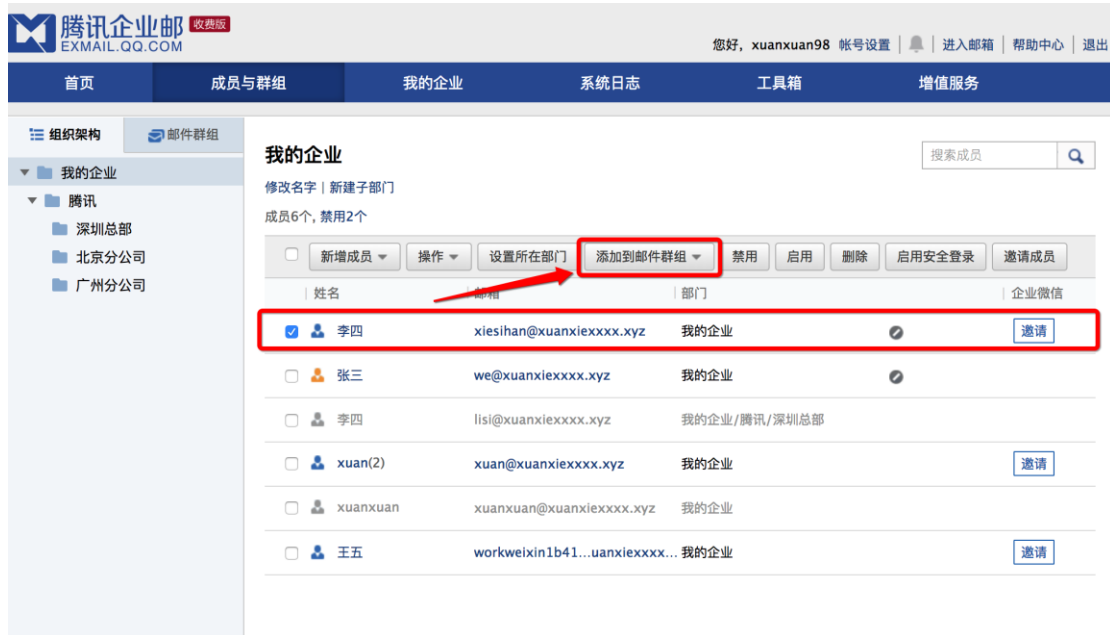 腾讯企业邮 收费版
EXMAIL.QQ.COM
您好，xuanxuan98 帐号设置 | | 进入邮箱 | 帮助中心 | 退出
首页 成员与群组 我的企业 系统日志 工具箱 增值服务
组织架构 邮件群组
我的企业
腾讯
深圳总部
北京分公司
广州分公司
我的企业
搜索成员
修改名字 | 新建子部门
成员6个, 禁用2个
新增成员 操作 设置所在部门 添加到邮件群组 禁用 启用 删除 启用安全登录 邀请成员
姓名 邮箱 部门 企业微信
李四 xiesihan@xuanxiexxxx.xyz 我的企业 邀请
张三 we@xuanxiexxxx.xyz 我的企业
李四 lisi@xuanxiexxxx.xyz 我的企业/腾讯/深圳总部
xuan(2) xuan@xuanxiexxxx.xyz 我的企业 邀请
xuanxuan xuanxuan@xuanxiexxxx.xyz 我的企业
王五 workweixin1b41...uanxiexxxx... 我的企业 邀请